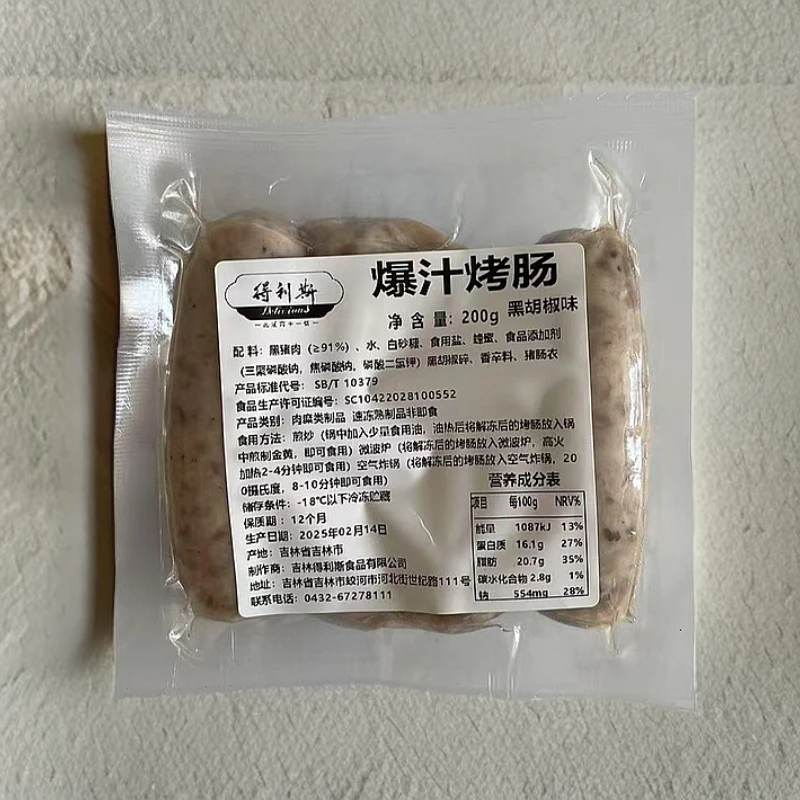 得利斯
Delicious
爆汁烤肠
净含量: 200g 黑胡椒味
配料: 黑猪肉 (≥91%) 、水、白砂糖、食用盐、蜂蜜、食品添加剂
(三聚磷酸钠, 焦磷酸钠, 磷酸二氢钾) 黑胡椒碎、香辛料、猪肠衣
产品标准代号: SB/T 10379
食品生产许可证编号: SC10422028100552
产品类别: 肉糜类制品 速冻熟制品非即食
食用方法: 煎炒 (锅中加入少量食用油, 油热后将解冻后的烤肠放入锅
中煎制金黄, 即可食用) 微波炉 (将解冻后的烤肠放入微波炉, 高火
加热2-4分钟即可食用) 空气炸锅 (将解冻后的烤肠放入空气炸锅, 20
0摄氏度, 8-10分钟即可食用)
储存条件: -18℃以下冷冻贮藏
保质期: 12个月
生产日期: 2025年02月14日
产地: 吉林省吉林市
制作商: 吉林得利斯食品有限公司
地址: 吉林省吉林市蛟河市河北街世纪路111号
联系电话: 0432-67278111
营养成分表
项目 每100g NRV%
能量 1087kJ 13%
蛋白质 16.1g 27%
脂肪 20.7g 35%
碳水化合物 2.8g 1%
钠 554mg 28%